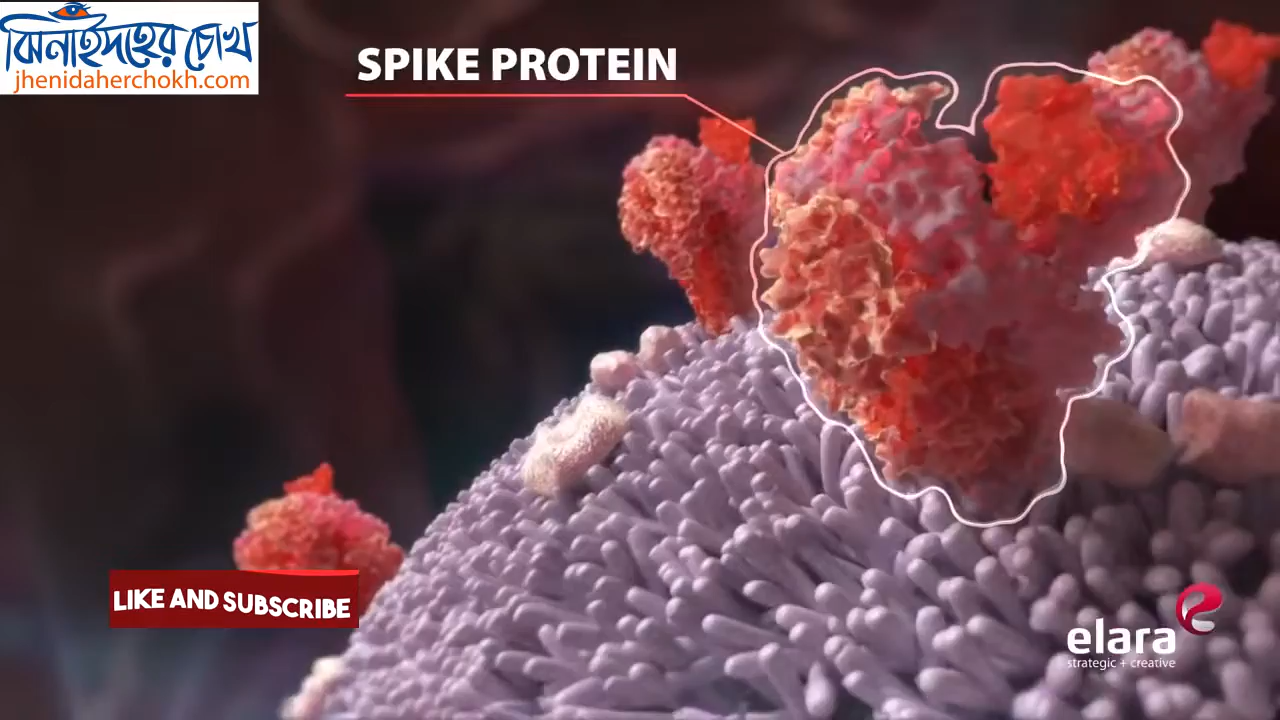 ঝিনাইদহের চোখ
jhenidaherchokh.com
SPIKE PROTEIN
LIKE AND SUBSCRIBE
elara
strategic + creative